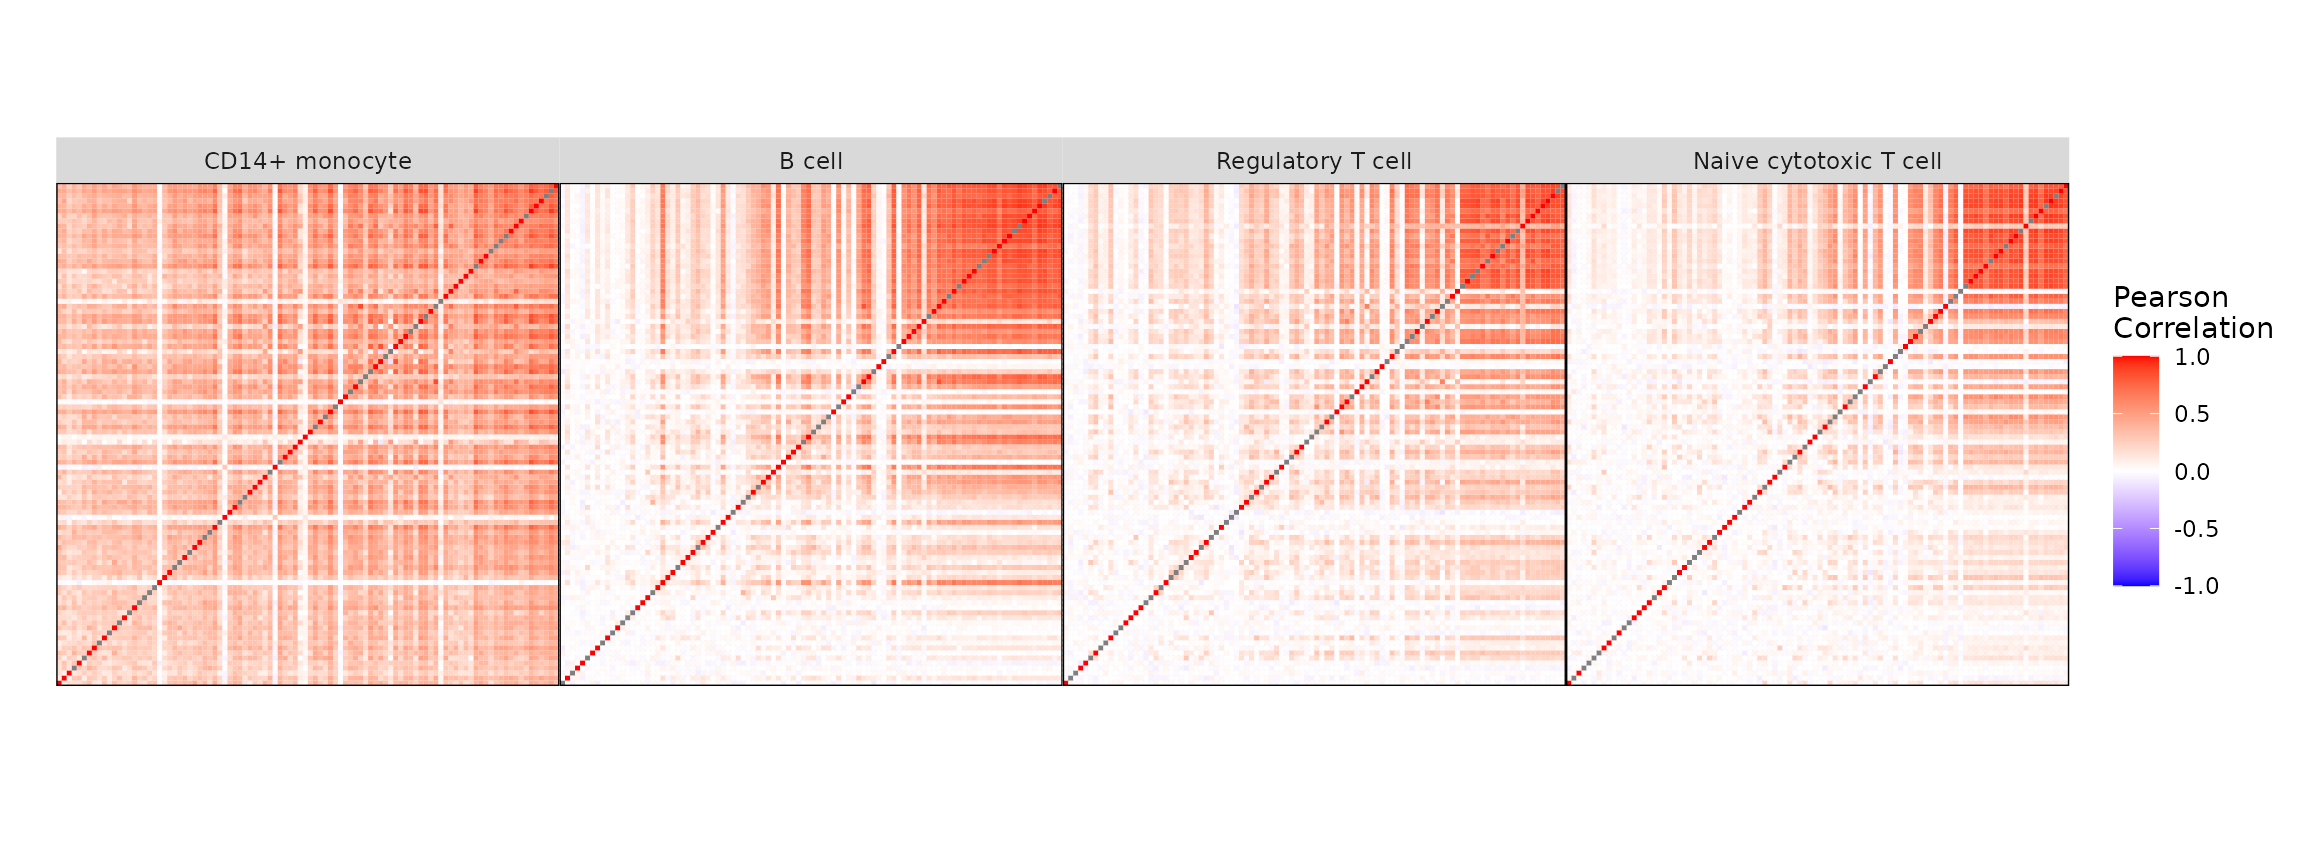 CD14+ monocyte
B cell
Regulatory T cell
Naive cytotoxic T cell
Pearson
Correlation
1.0
0.5
0.0
-0.5
-1.0